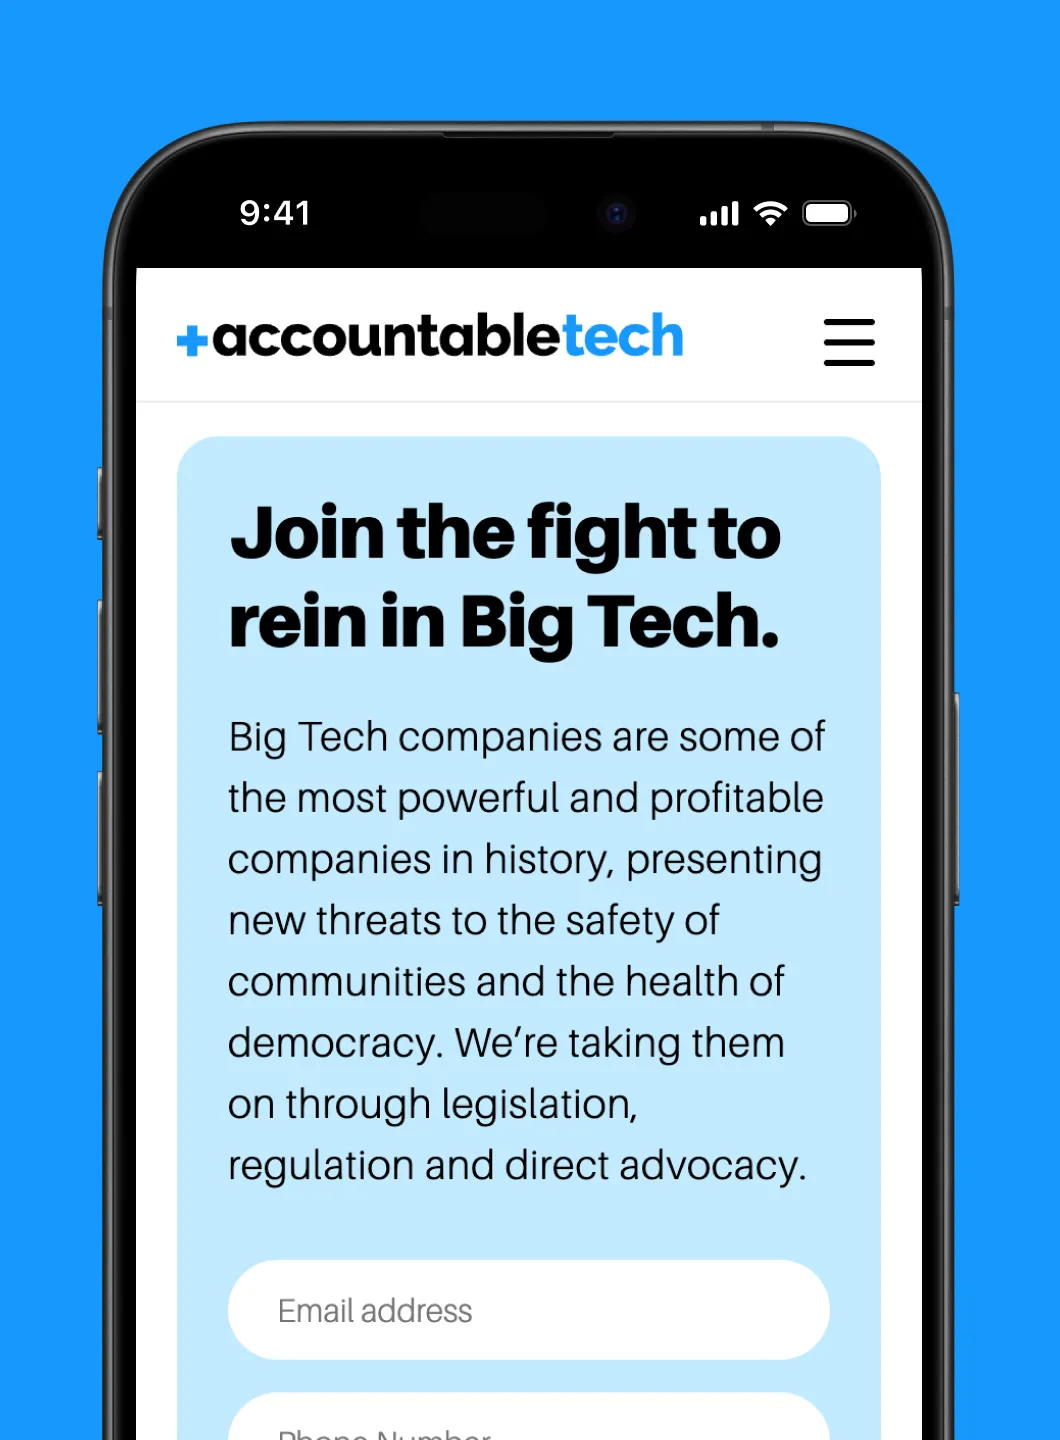 9:41
+accountabletech
Join the fight to
rein in Big Tech.
Big Tech companies are some of
the most powerful and profitable
companies in history, presenting
new threats to the safety of
communities and the health of
democracy. We’re taking them
on through legislation,
regulation and direct advocacy.
Email address
Phone Number